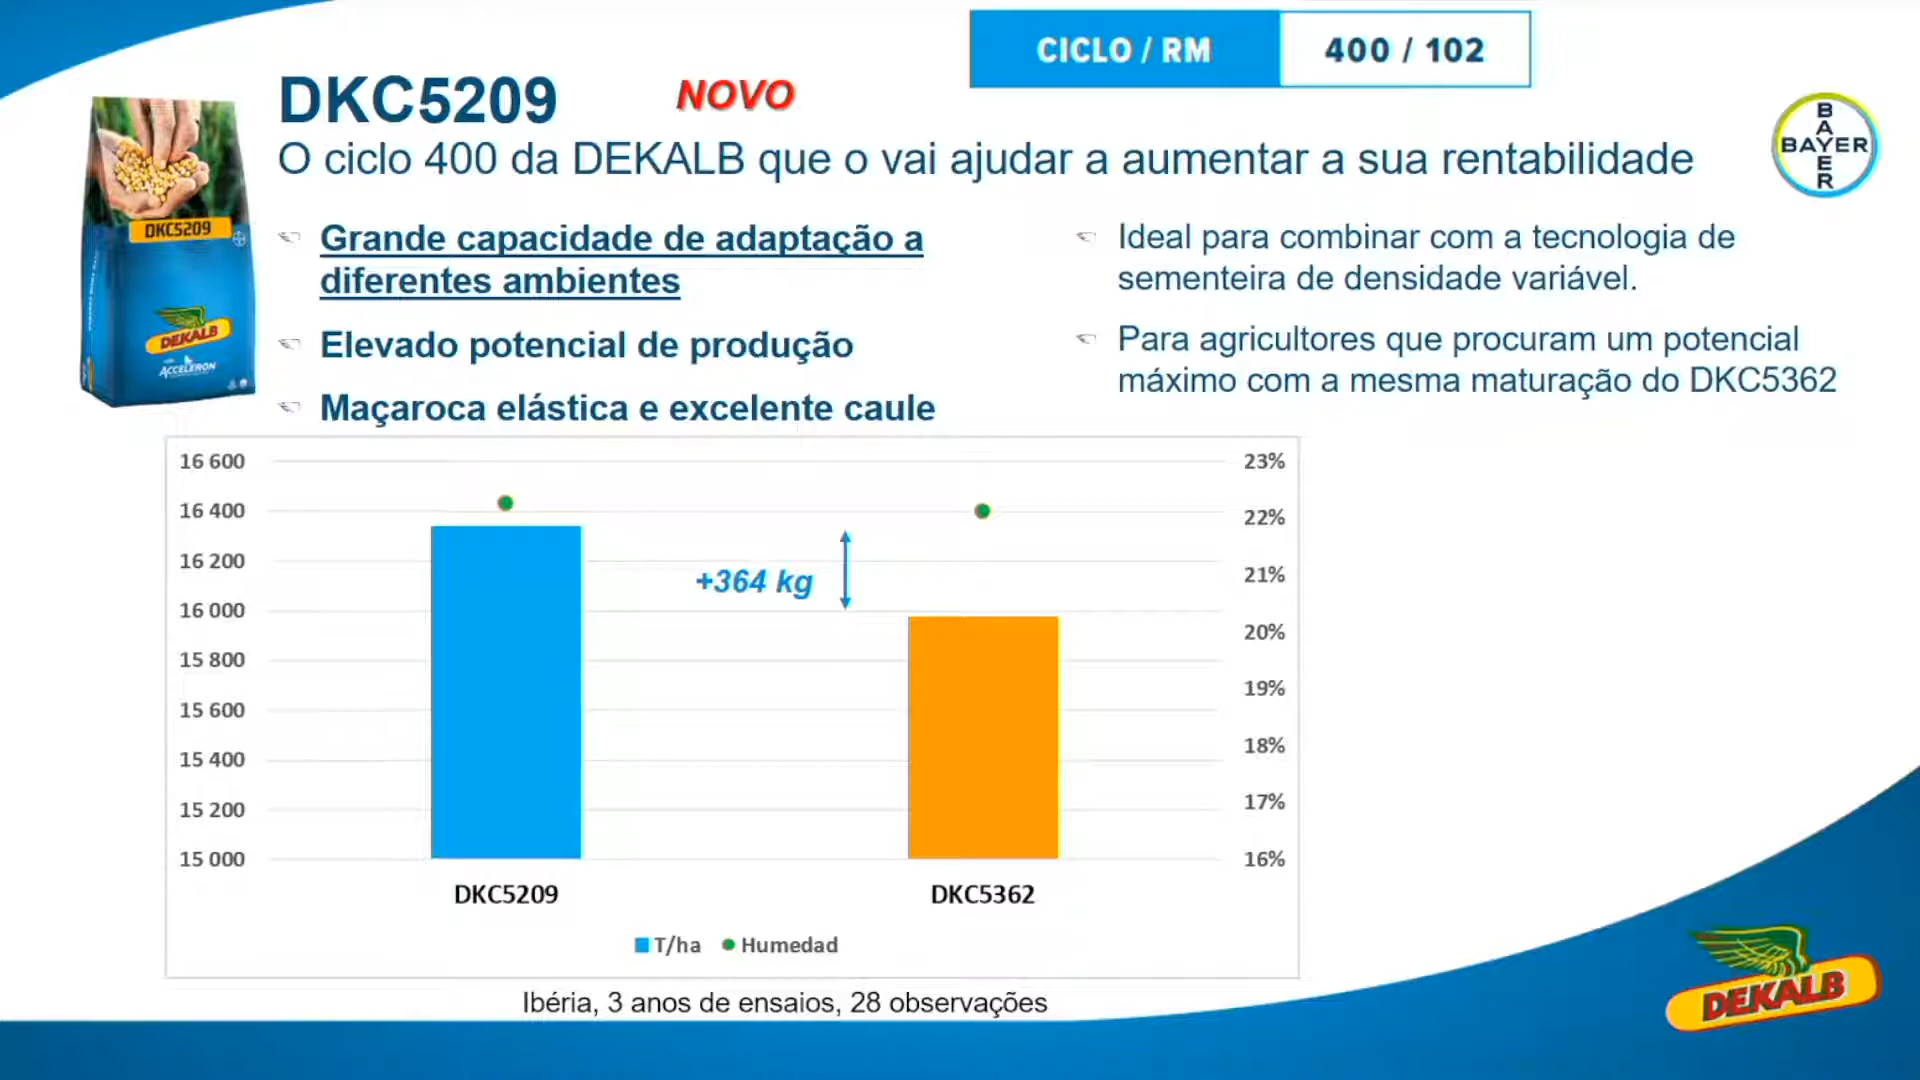 CICLO / RM 400 / 102
DKC5209 NOVO
O ciclo 400 da DEKALB que o vai ajudar a aumentar a sua rentabilidade
BAYER
BAYER
DKC5209
DEKALB
ACCELERON
Grande capacidade de adaptação a
diferentes ambientes
Elevado potencial de produção
Maçaroca elástica e excelente caule
Ideal para combinar com a tecnologia de
sementeira de densidade variável.
Para agricultores que procuram um potencial
máximo com a mesma maturação do DKC5362
16 600
16 400
16 200
16 000
15 800
15 600
15 400
15 200
15 000
+364 kg
23%
22%
21%
20%
19%
18%
17%
16%
DKC5209 DKC5362
T/ha Humedad
Ibéria, 3 anos de ensaios, 28 observações
DEKALB